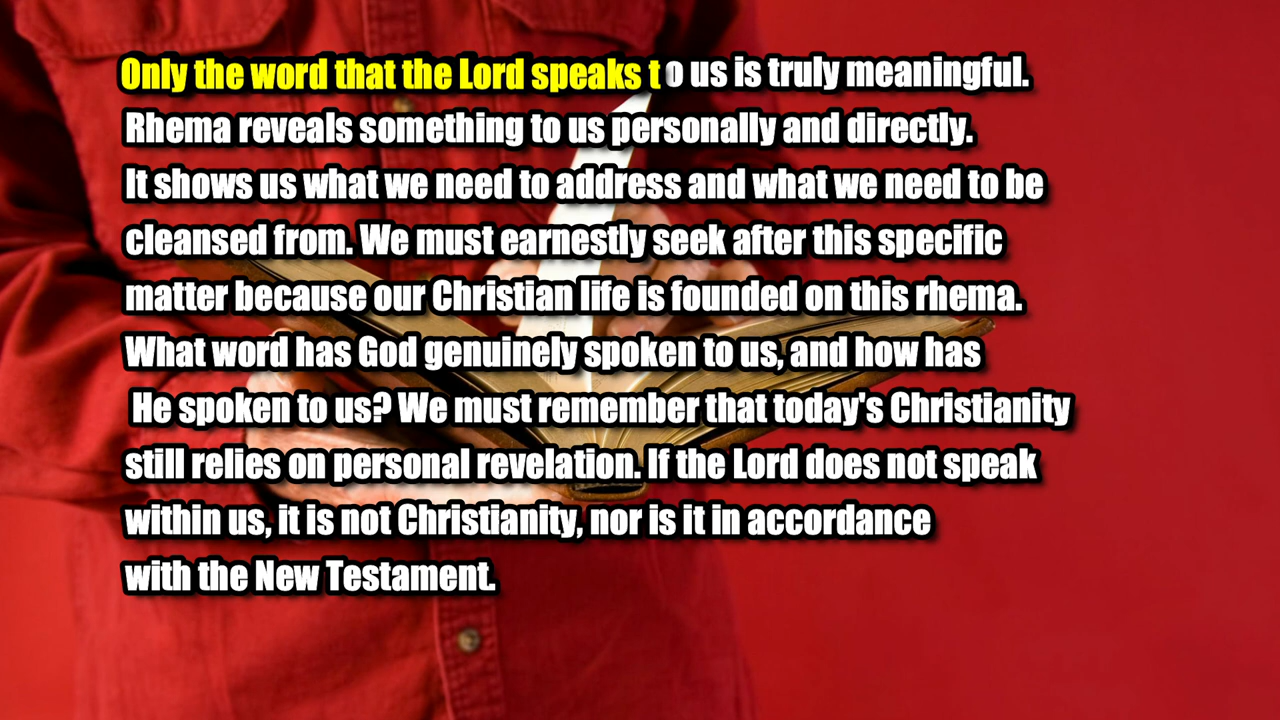 Only the word that the Lord speaks to us is truly meaningful.
Rhema reveals something to us personally and directly.
It shows us what we need to address and what we need to be
cleansed from. We must earnestly seek after this specific
matter because our Christian life is founded on this rhema.
What word has God genuinely spoken to us, and how has
He spoken to us? We must remember that today's Christianity
still relies on personal revelation. If the Lord does not speak
within us, it is not Christianity, nor is it in accordance
with the New Testament.